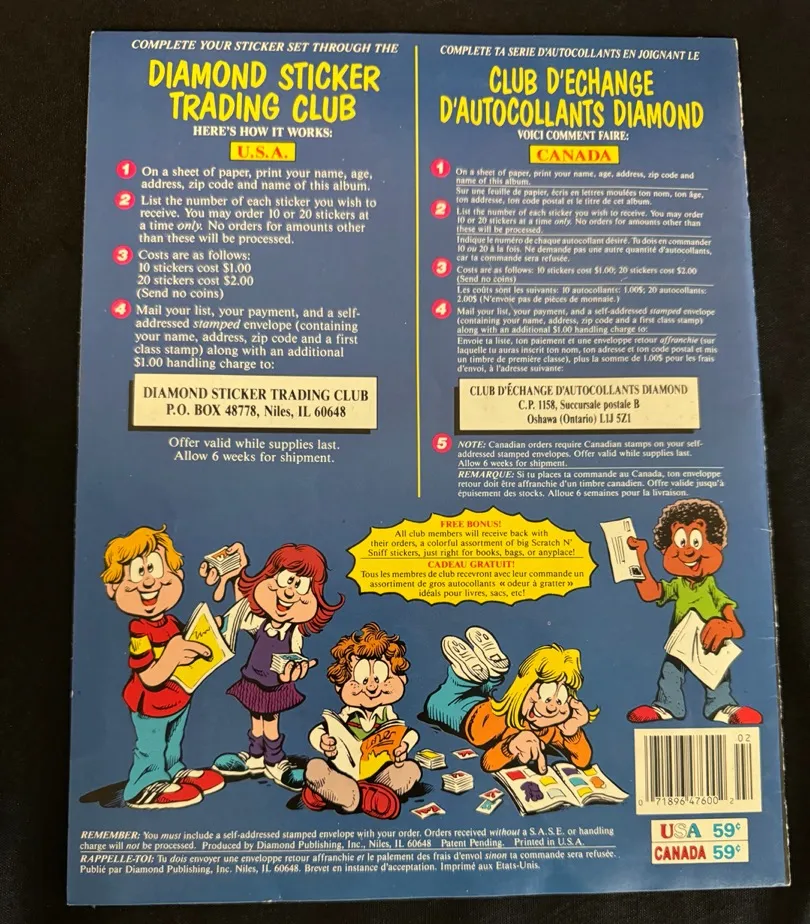 COMPLETE YOUR STICKER SET THROUGH THE
DIAMOND STICKER
TRADING CLUB
HERE'S HOW IT WORKS:
U.S.A.
1 On a sheet of paper, print your name, age,
address, zip code and name of this album.
2 List the number of each sticker you wish to
receive. You may order 10 or 20 stickers at
a time only. No orders for amounts other
than these will be processed.
3 Costs are as follows:
10 stickers cost $1.00
20 stickers cost $2.00
(Send no coins)
4 Mail your list, your payment, and a self-
addressed stamped envelope (containing
your name, address, zip code and a first
class stamp) along with an additional
$1.00 handling charge to:
DIAMOND STICKER TRADING CLUB
P.O. BOX 48778, Niles, IL 60648
Offer valid while supplies last.
Allow 6 weeks for shipment.
COMPLETE TA SERIE D'AUTOCOLLANTS EN JOIGNANT LE
CLUB D'ECHANGE
D'AUTOCOLLANTS DIAMOND
VOICI COMMENT FAIRE:
CANADA
1 On a sheet of paper, print your name, age, address, zip code and
name of this album.
Sur une feuille de papier, écris en lettres moulées ton nom, ton âge,
ton addresse, ton code postal et le titre de cet album.
2 List the number of each sticker you wish to receive. You may order
10 or 20 stickers at a time only. No orders for amounts other than
these will be processed.
Indique le numéro de chaque autocollant désiré. Tu dois en commander
10 ou 20 à la fois. Ne demande pas une autre quantité d'autocollants,
car ta commande sera refusée.
3 Costs are as follows: 10 stickers cost $1.00; 20 stickers cost $2.00
(Send no coins)
Les coûts sont les suivants: 10 autocollants: 1.00$; 20 autocollants:
2.00$ (N'envoie pas de pièces de monnaie.)
4 Mail your list, your payment, and a self-addressed stamped envelope
(containing your name, address, zip code and a first class stamp)
along with an additional $1.00 handling charge to:
Envoie ta liste, ton paiement et une enveloppe retour affranchie (sur
laquelle tu auras inscrit ton nom, ton adresse et ton code postal et mis
un timbre de première classe), plus la somme de 1.00$ pour les frais
d'envoi, à l'adresse suivante:
CLUB D'ÉCHANGE D'AUTOCOLLANTS DIAMOND
C.P. 1158, Succursale postale B
Oshawa (Ontario) L1J 5Z1
5 NOTE: Canadian orders require Canadian stamps on your self-
addressed stamped envelopes. Offer valid while supplies last.
Allow 6 weeks for shipment.
REMARQUE: Si tu places ta commande au Canada, ton enveloppe
retour doit être affranchie d'un timbre canadien. Offre valide jusqu'à
épuisement des stocks. Alloue 6 semaines pour la livraison.
FREE BONUS!
All club members will receive back with
their orders, a colorful assortment of big Scratch N'
Sniff stickers, just right for books, bags, or anyplace!
CADEAU GRATUIT!
Tous les membres de club recevront avec leur commande un
assortiment de gros autocollants « odeur à gratter »
idéals pour livres, sacs, etc!
02
0 71896 47600 2
USA 59¢
CANADA 59¢
REMEMBER: You must include a self-addressed stamped envelope with your order. Orders received without a S.A.S.E. or handling
charge will not be processed. Produced by Diamond Publishing, Inc., Niles, IL 60648 Patent Pending. Printed in U.S.A.
RAPPELLE-TOI: Tu dois envoyer une enveloppe retour affranchie et le paiement des frais d'envoi sinon ta commande sera refusée.
Publié par Diamond Publishing, Inc. Niles, IL 60648. Brevet en instance d'acceptation. Imprimé aux Etats-Unis.